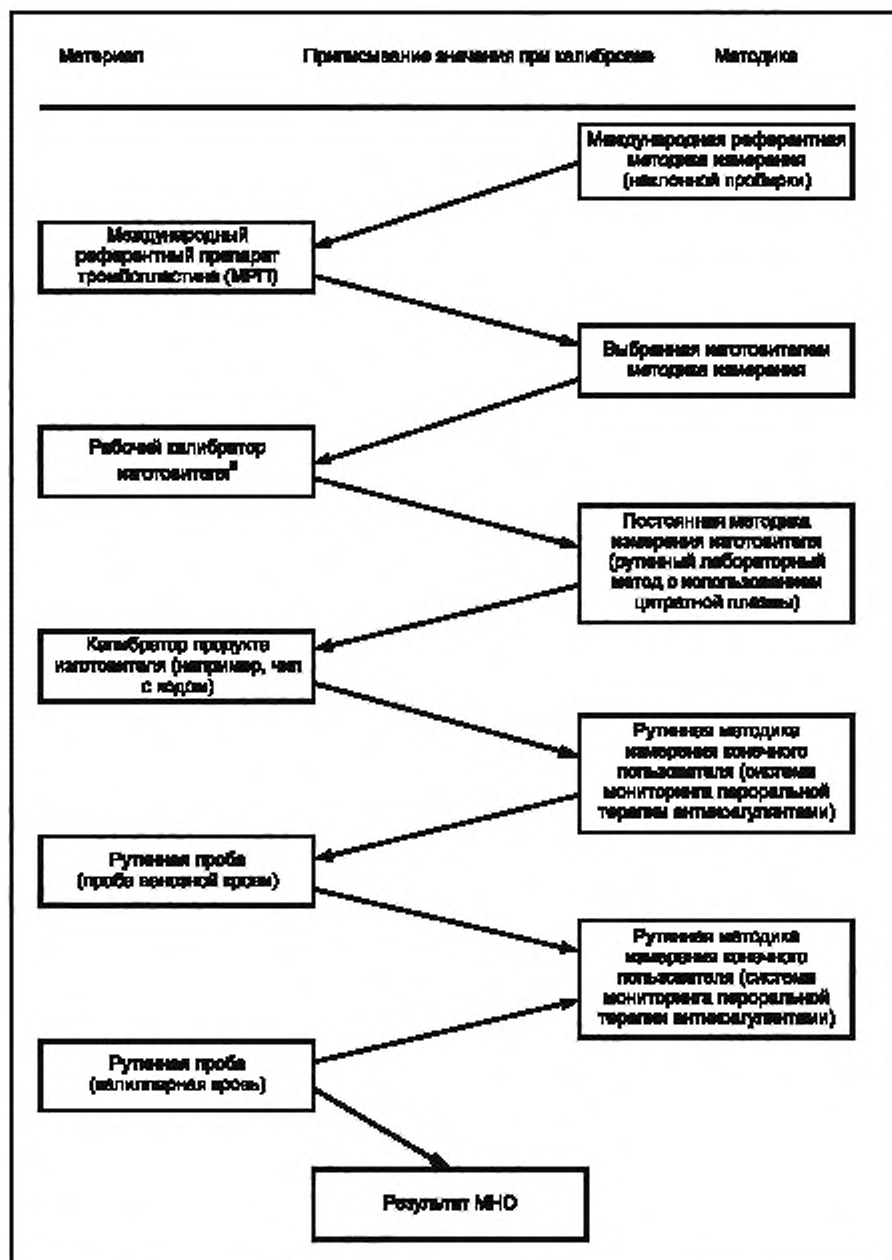 Материал Приписывание значения при калибровке Методика
Международная референтная
методика измерения
(наклонной пробирки)
Международный
референтный препарат
тромбопластина (МРП)
Выбранная изготовителем
методика измерения
Рабочий калибратор
изготовителяª
Постоянная методика
измерения изготовителя
(рутинный лабораторный
метод с использованием
цитратной плазмы)
Калибратор продукта
изготовителя (например, чип
с кодом)
Рутинная методика
измерения конечного
пользователя (система
мониторинга пероральной
терапии антикоагулянтами)
Рутинная проба
(проба венозной крови)
Рутинная методика
измерения конечного
пользователя (система
мониторинга пероральной
терапии антикоагулянтами)
Рутинная проба
(капиллярная кровь)
Результат МНО